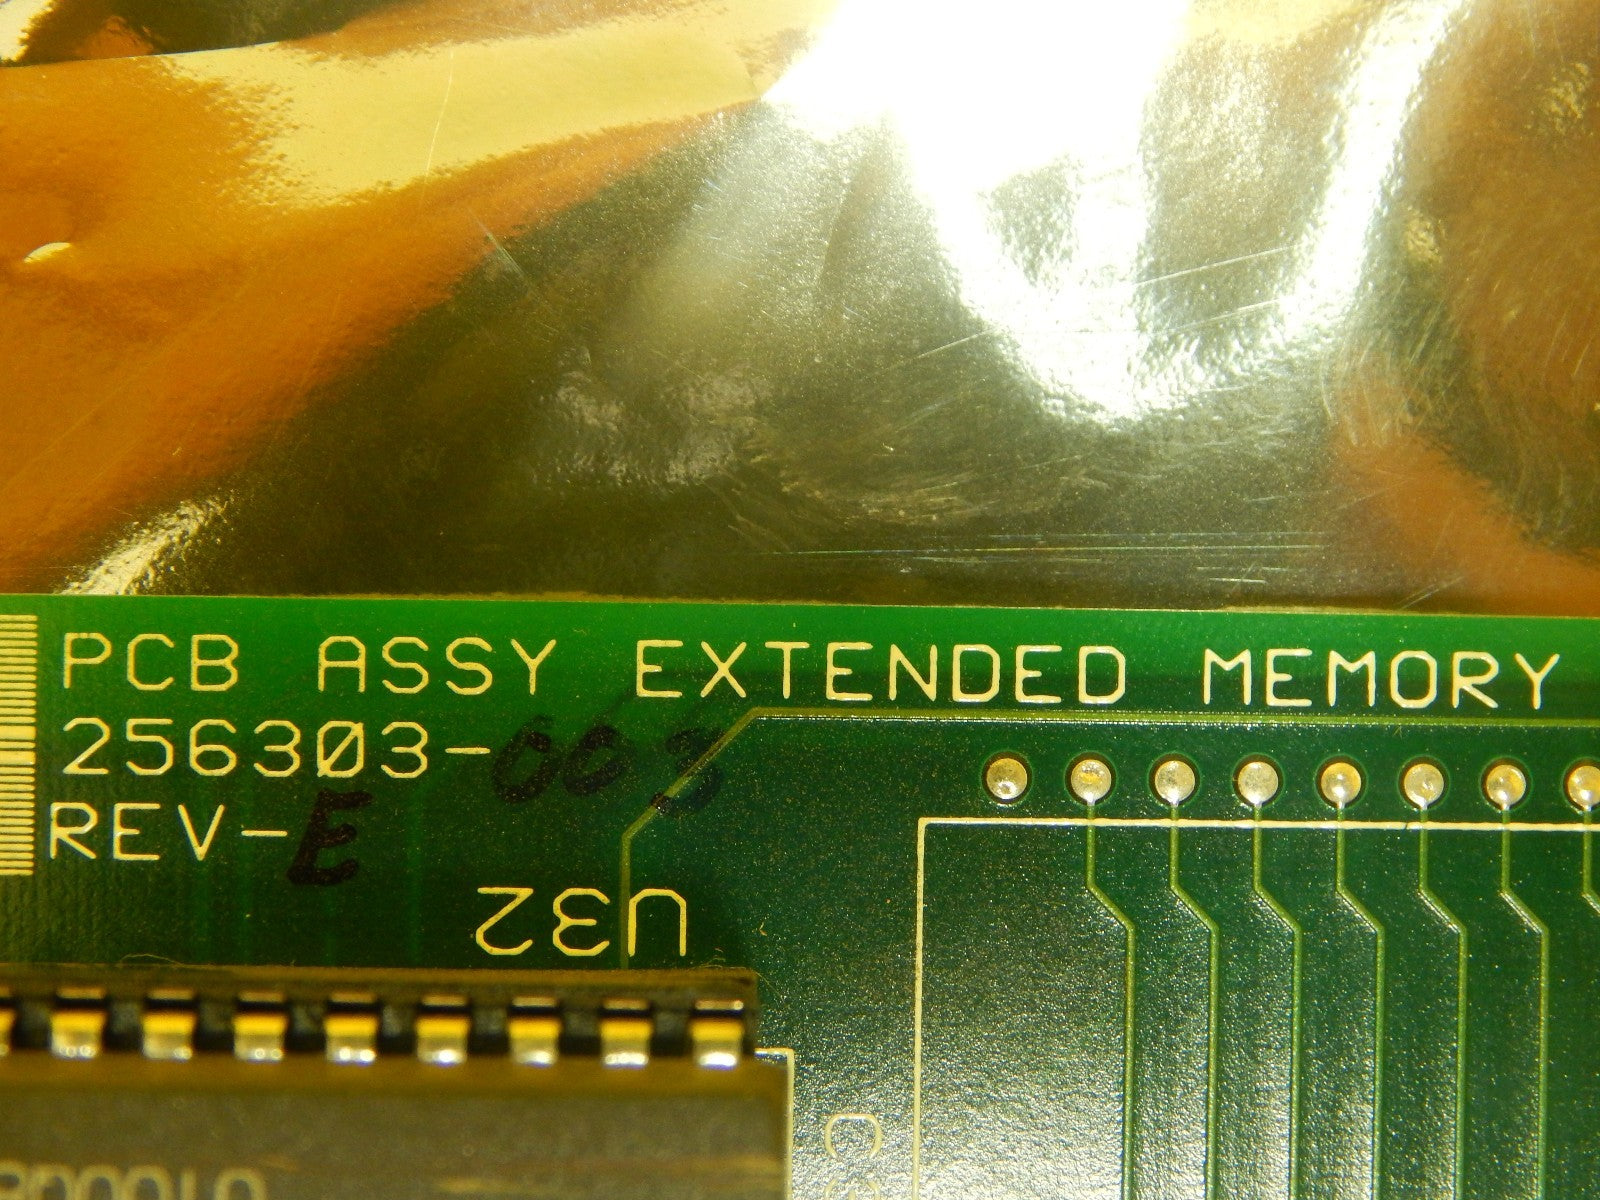 PCB ASSY EXTENDED MEMORY
256303-003
REV-E
U32